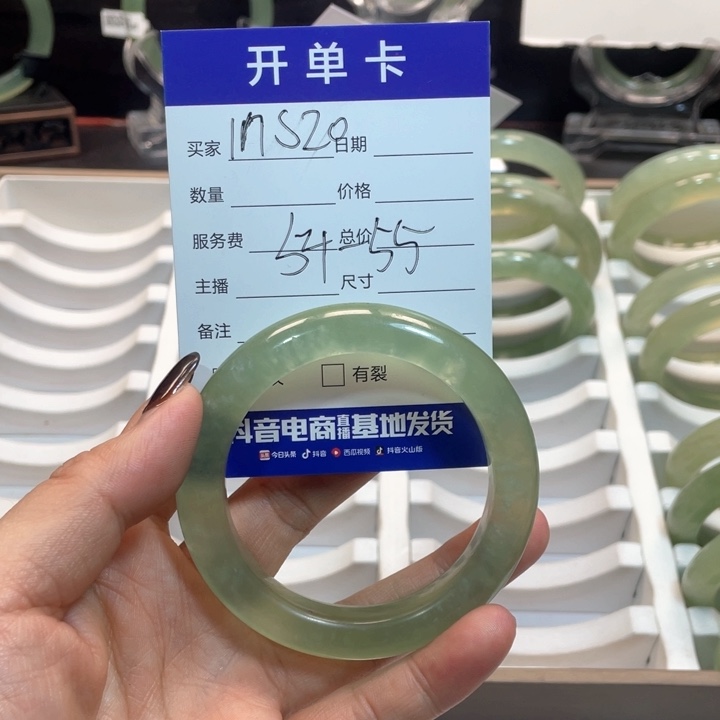 开单卡
买家 ins20 日期
数量 价格
服务费 总价
54-55
主播 尺寸
备注
有裂
抖音电商直播基地发货
今日头条 抖音 西瓜视频 抖音火山版